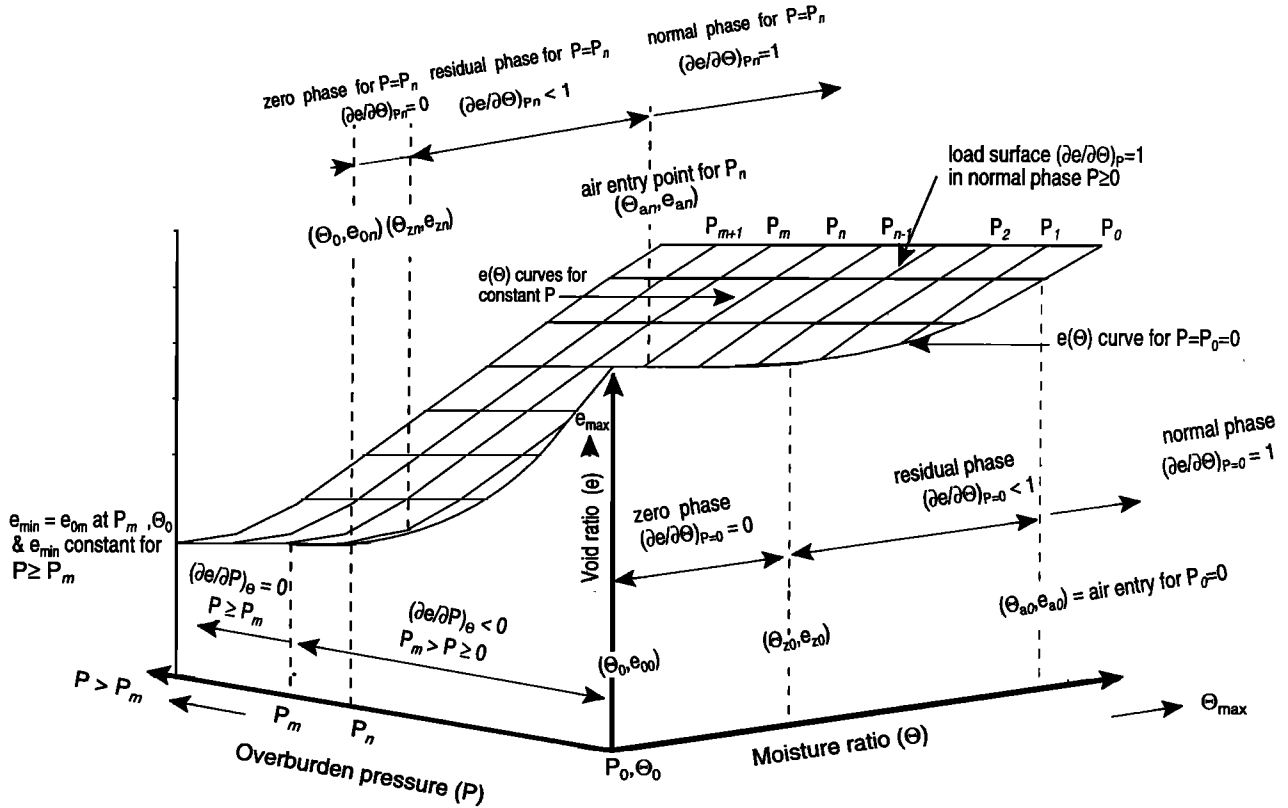 normal phase for P=Pₙ
(∂e/∂Θ)Pₙ=1
residual phase for P=Pₙ
(∂e/∂Θ)Pₙ < 1
zero phase for P=Pₙ
(∂e/∂Θ)Pₙ= 0
load surface (∂e/∂Θ)P=1
in normal phase P≥0
air entry point for Pₙ
(Θₐₙ,eₐₙ)
(Θ₀,e₀ₙ) (Θzₙ,ezₙ)
Pₘ₊₁ Pₘ Pₙ Pₙ₋₁ P₂ P₁ P₀
e(Θ) curves for
constant P
e(Θ) curve for P=P₀=0
eₘₐₓ
Void ratio (e)
normal phase
(∂e/∂Θ)P=0 = 1
residual phase
(∂e/∂Θ)P=0 < 1
zero phase
(∂e/∂Θ)P=0 = 0
eₘᵢₙ = e₀ₘ at Pₘ ,Θ₀
& eₘᵢₙ constant for
P≥ Pₘ
(∂e/∂P)θ = 0
P ≥ Pₘ
(∂e/∂P)θ < 0
Pₘ > P ≥ 0
(Θ₀,e₀₀)
(Θz₀,ez₀)
(Θₐ₀,eₐ₀) = air entry for P₀=0
P > Pₘ
Pₘ
Pₙ
Θₘₐₓ
Overburden pressure (P)
P₀,Θ₀
Moisture ratio (Θ)